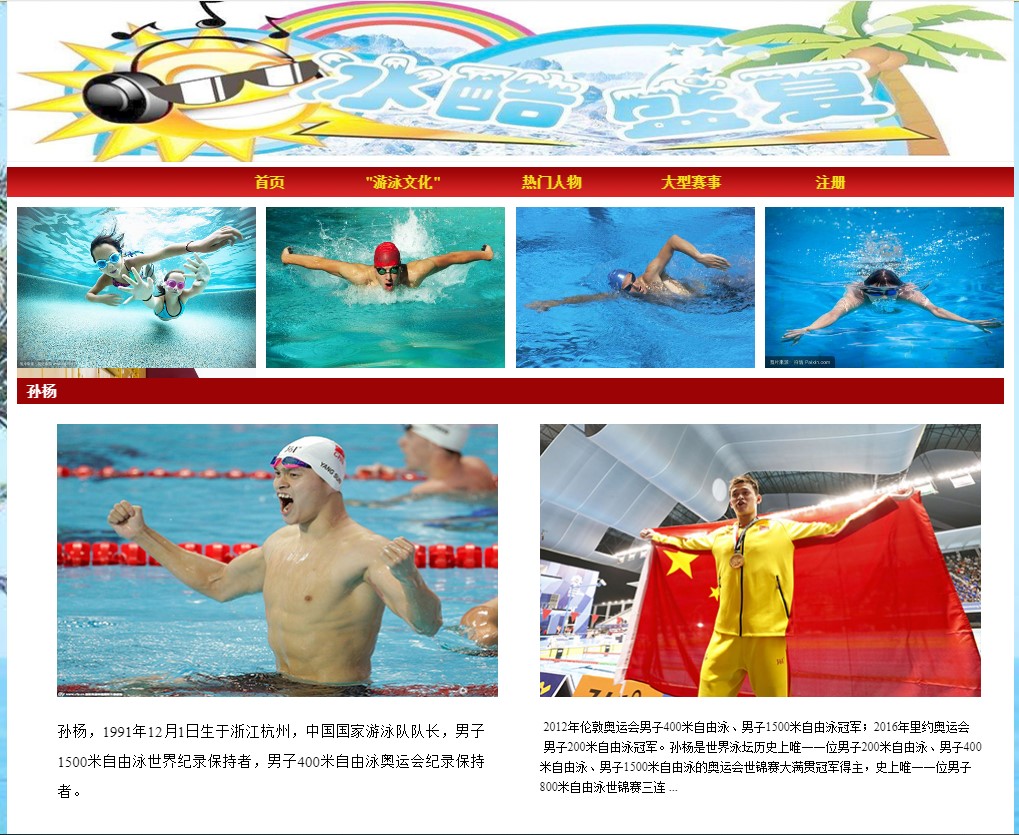 冰酷 盛夏
首页 "游泳文化" 热门人物 大型赛事 注册
孙杨
孙杨，1991年12月1日生于浙江杭州，中国国家游泳队队长，男子
1500米自由泳世界纪录保持者，男子400米自由泳奥运会纪录保持
者。
2012年伦敦奥运会男子400米自由泳、男子1500米自由泳冠军；2016年里约奥运会
男子200米自由泳冠军。孙杨是世界泳坛历史上唯一一位男子200米自由泳、男子400
米自由泳、男子1500米自由泳的奥运会世锦赛大满贯冠军得主，史上唯一一位男子
800米自由泳世锦赛三连 ...